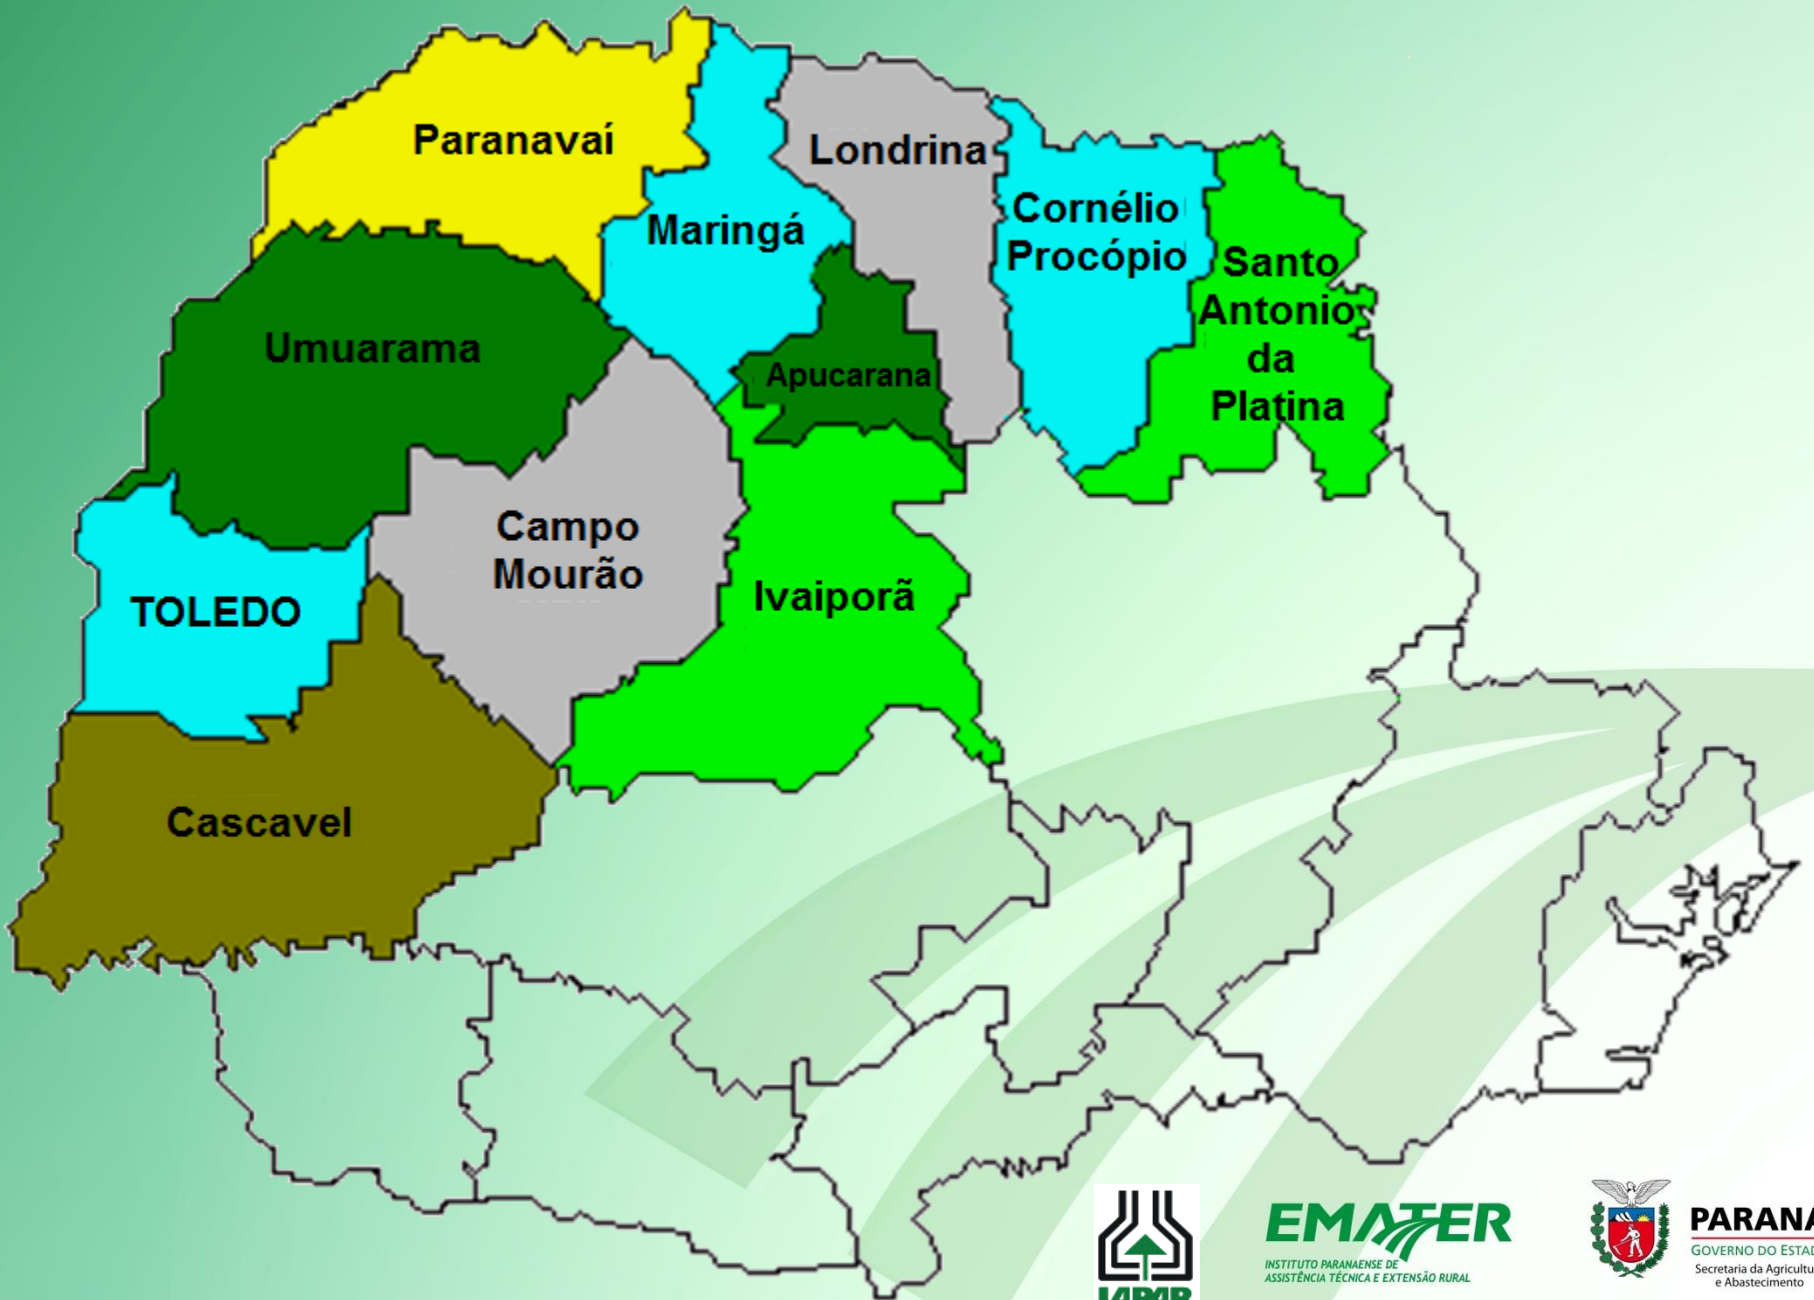 Paranavaí
Londrina
Maringá
Cornélio
Procópio
Santo
Antonio
da
Platina
Umuarama
Apucarana
Campo
Mourão
TOLEDO
Ivaiporã
Cascavel
IAPAR
EMATER
INSTITUTO PARANAENSE DE
ASSISTÊNCIA TÉCNICA E EXTENSÃO RURAL
PARANÁ
GOVERNO DO ESTAD
Secretaria da Agricultu
e Abastecimento